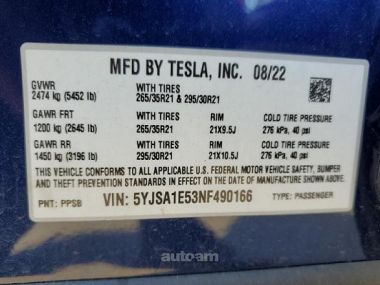 MFD BY TESLA, INC. 08/22
GVWR WITH TIRES
2474 kg (5452 lb) 265/35R21 & 295/30R21
GAWR FRT WITH TIRES RIM COLD TIRE PRESSURE
1200 kg (2645 lb) 265/35R21 21X9.5J 276 kPa, 40 psi
GAWR RR WITH TIRES RIM COLD TIRE PRESSURE
1450 kg (3196 lb) 295/30R21 21X10.5J 276 kPa, 40 psi
THIS VEHICLE CONFORMS TO ALL U.S. FEDERAL MOTOR VEHICLE SAFETY, BUMPER
AND THEFT PREVENTION STANDARDS IN EFFECT ON THE DATE OF MANUFACTURE SHOWN ABOVE.
PNT: PPSB VIN: 5YJSA1E53NF490166 TYPE: PASSENGER
autoam